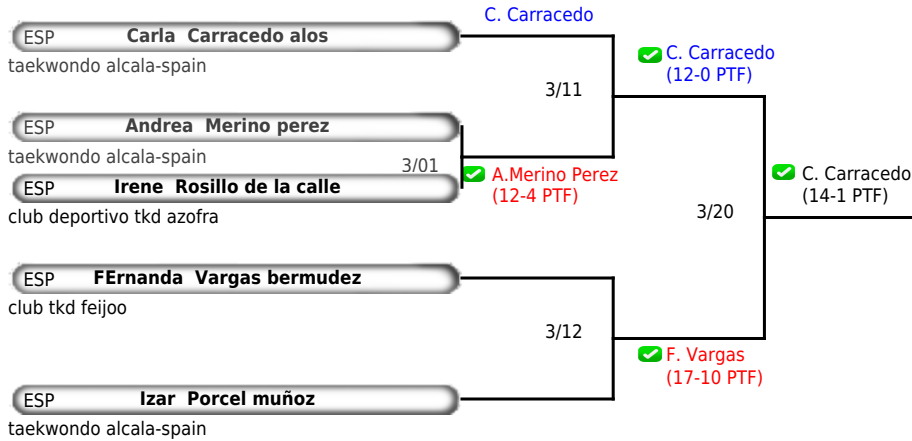 C. Carracedo
ESP Carla Carracedo alos
taekwondo alcala-spain
C. Carracedo
(12-0 PTF)
3/11
ESP Andrea Merino perez
taekwondo alcala-spain
3/01
A.Merino Perez
(12-4 PTF)
ESP Irene Rosillo de la calle
club deportivo tkd azofra
C. Carracedo
(14-1 PTF)
3/20
ESP FErnanda Vargas bermudez
club tkd feijoo
3/12
F. Vargas
(17-10 PTF)
ESP Izar Porcel muñoz
taekwondo alcala-spain